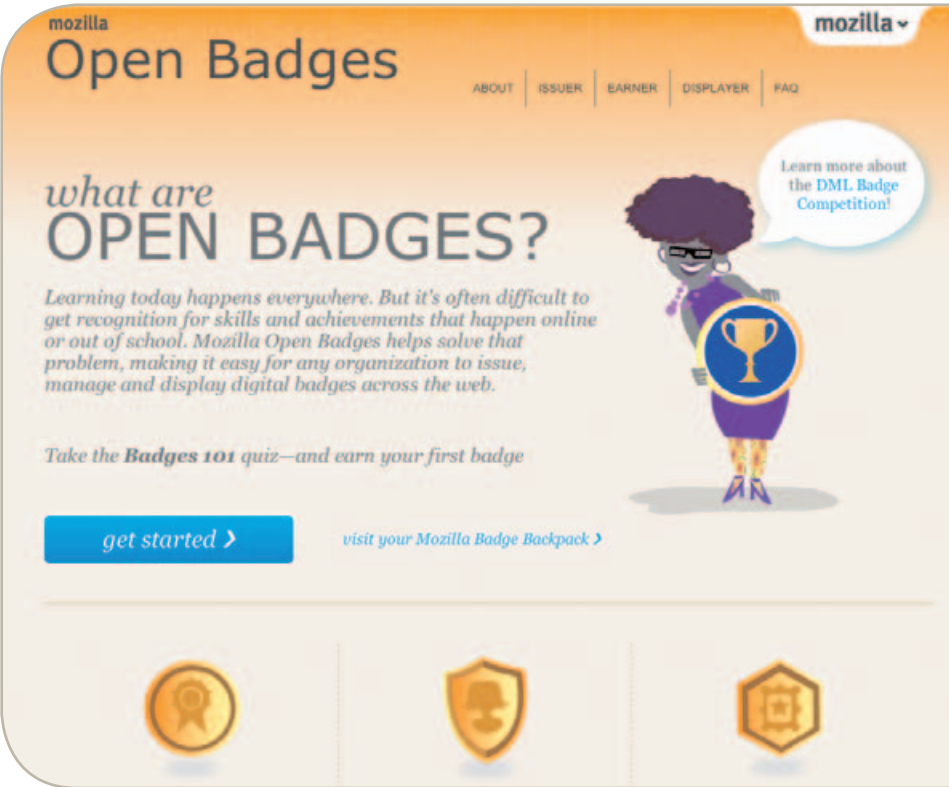 mozilla
Open Badges
mozilla
ABOUT ISSUER EARNER DISPLAYER FAQ
Learn more about
the DML Badge
Competition!
what are
OPEN BADGES?
Learning today happens everywhere. But it's often difficult to
get recognition for skills and achievements that happen online
or out of school. Mozilla Open Badges helps solve that
problem, making it easy for any organization to issue,
manage and display digital badges across the web.
Take the Badges 101 quiz—and earn your first badge
get started ❯
visit your Mozilla Badge Backpack ❯